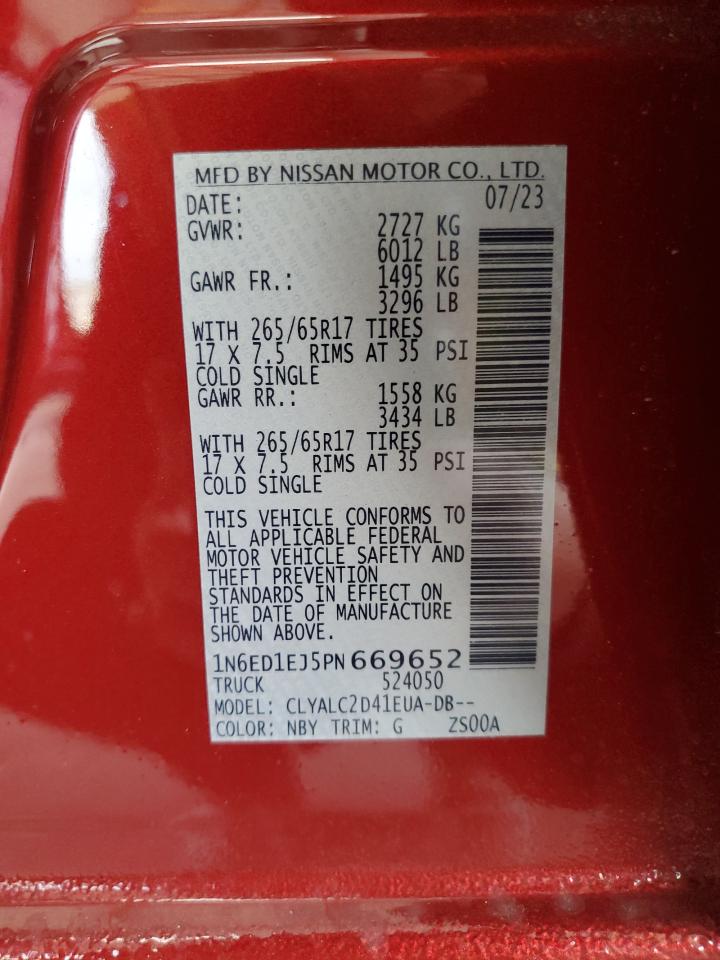 MFD BY NISSAN MOTOR CO., LTD.
DATE: 07/23
GVWR: 2727 KG
6012 LB
GAWR FR.: 1495 KG
3296 LB
WITH 265/65R17 TIRES
17 X 7.5 RIMS AT 35 PSI
COLD SINGLE
GAWR RR.: 1558 KG
3434 LB
WITH 265/65R17 TIRES
17 X 7.5 RIMS AT 35 PSI
COLD SINGLE
THIS VEHICLE CONFORMS TO
ALL APPLICABLE FEDERAL
MOTOR VEHICLE SAFETY AND
THEFT PREVENTION
STANDARDS IN EFFECT ON
THE DATE OF MANUFACTURE
SHOWN ABOVE.
1N6ED1EJ5PN669652
TRUCK 524050
MODEL: CLYALC2D41EUA-DB--
COLOR: NBY TRIM: G ZS00A